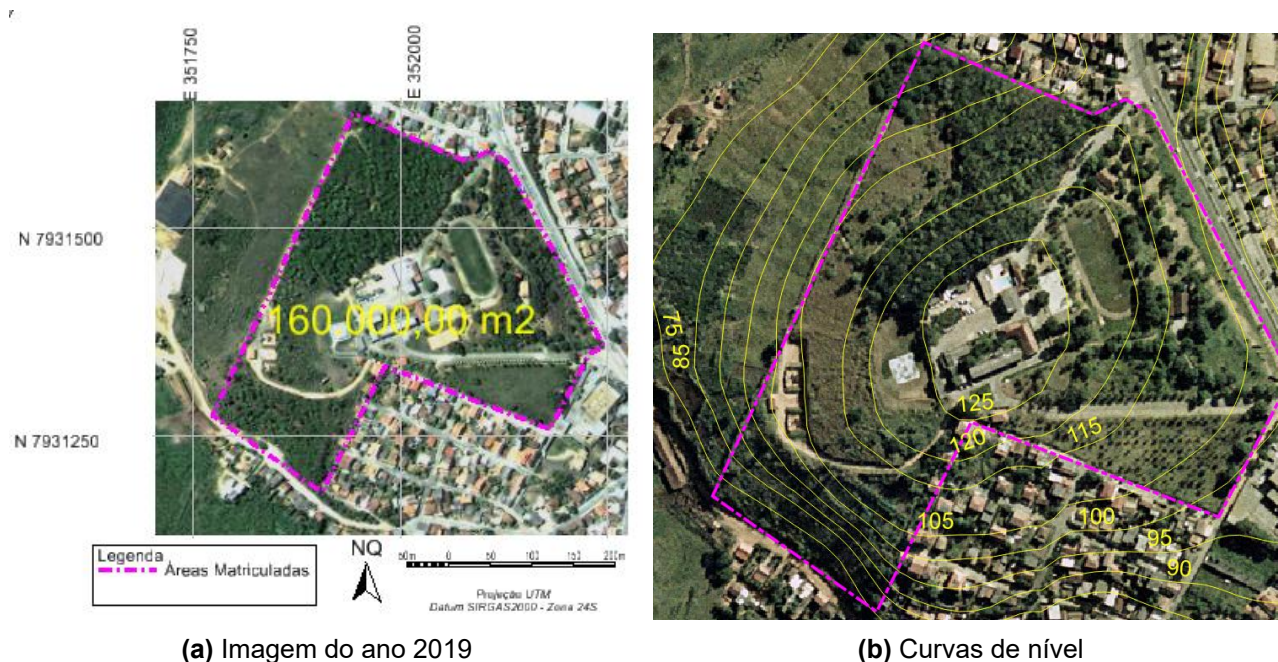 E 351750
E 352000
N 7931500
160.000,00 m2
N 7931250
Legenda
Áreas Matriculadas
NQ
50m 0 50 100 150 200m
Projeção UTM
Datum SIRGAS2000 - Zona 24S
(a) Imagem do ano 2019
75
85
125
120
115
105
100
95
90
(b) Curvas de nível